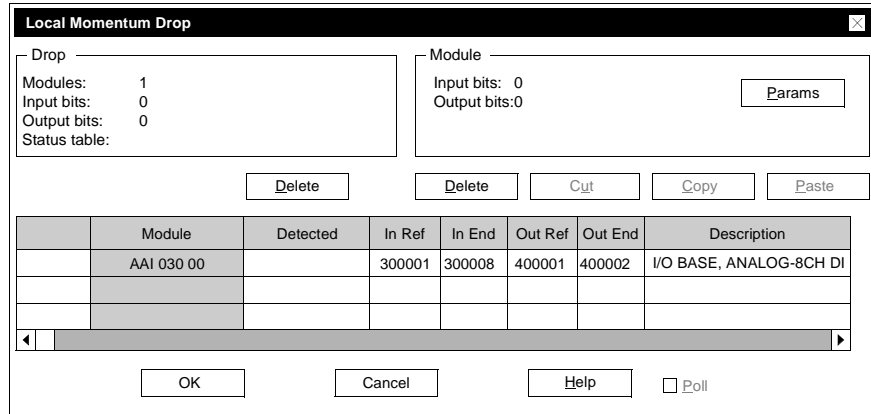 Local Momentum Drop
Drop
Modules: 1
Input bits: 0
Output bits: 0
Status table:
Module
Input bits: 0
Output bits:0
Params
Delete
Delete Cut Copy Paste
Module Detected In Ref In End Out Ref Out End Description
AAI 030 00 300001 300008 400001 400002 I/O BASE, ANALOG-8CH DI
OK Cancel Help Poll